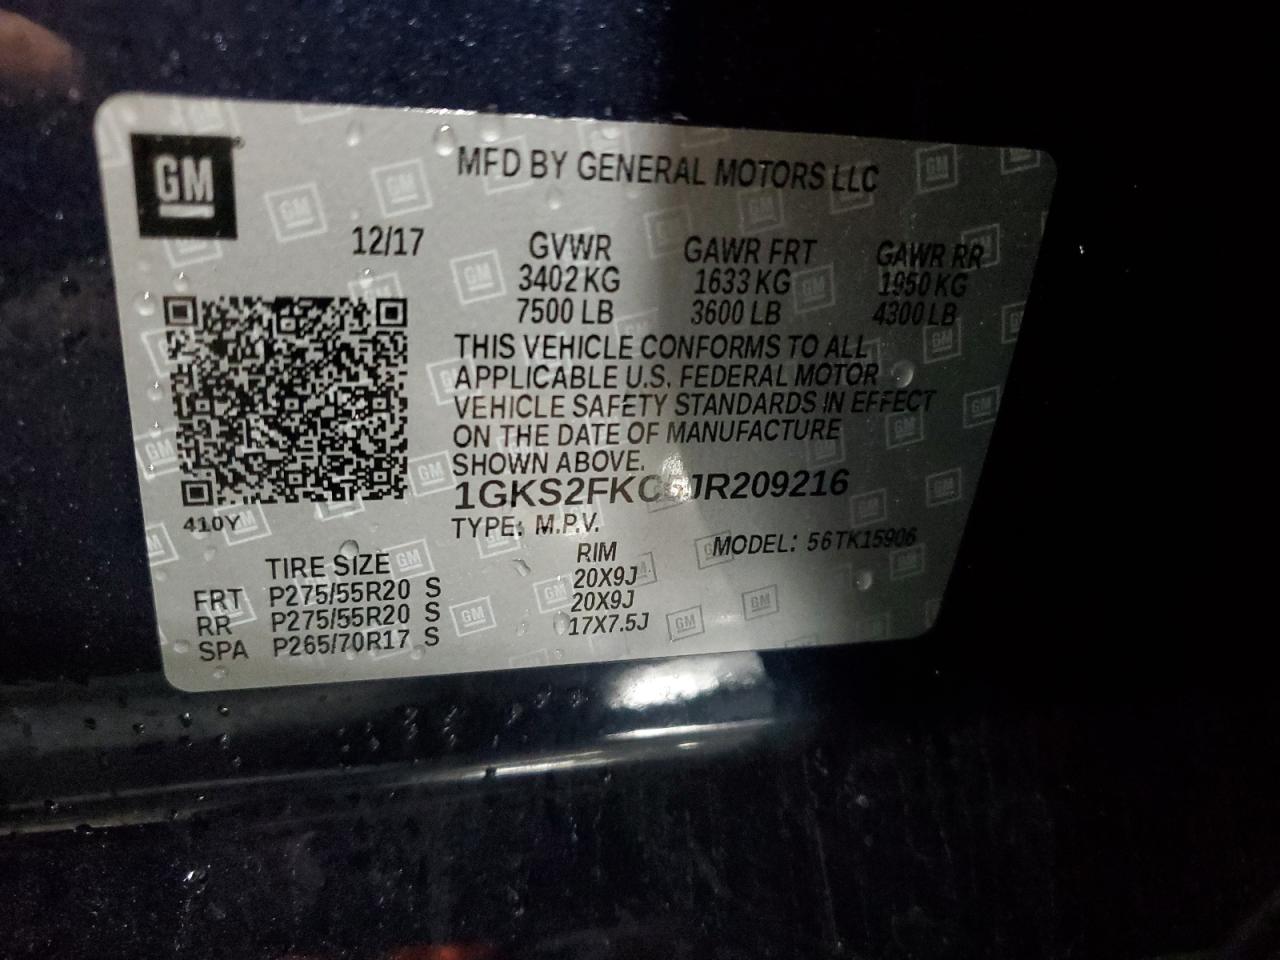 GM
MFD BY GENERAL MOTORS LLC
12/17 GVWR GAWR FRT GAWR RR
3402 KG 1633 KG 1950 KG
7500 LB 3600 LB 4300 LB
THIS VEHICLE CONFORMS TO ALL
APPLICABLE U.S. FEDERAL MOTOR
VEHICLE SAFETY STANDARDS IN EFFECT
ON THE DATE OF MANUFACTURE
SHOWN ABOVE.
1GKS2FKC5JR209216
410Y
TYPE: M.P.V. MODEL: 56TK15906
TIRE SIZE RIM
FRT P275/55R20 S 20X9J
RR P275/55R20 S 20X9J
SPA P265/70R17 S 17X7.5J